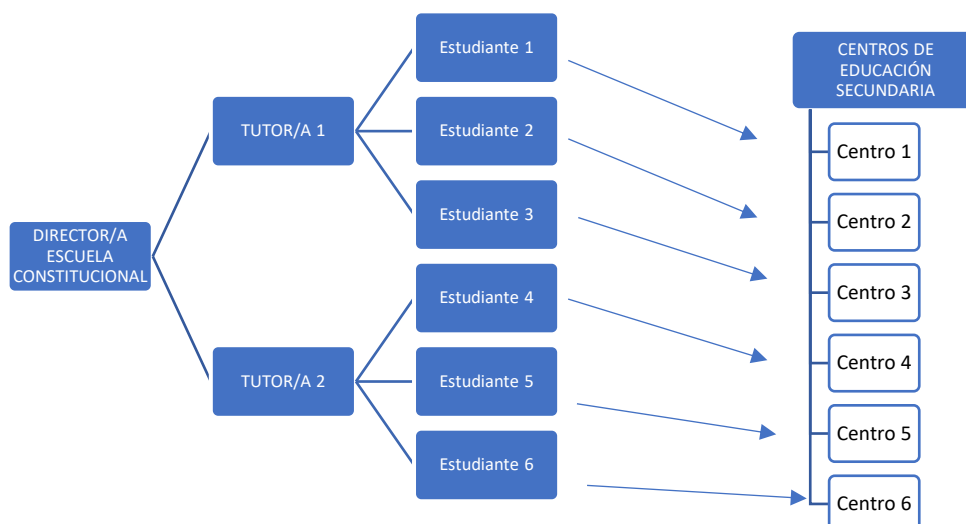 DIRECTOR/A
ESCUELA
CONSTITUCIONAL
TUTOR/A 1
Estudiante 1
Estudiante 2
Estudiante 3
TUTOR/A 2
Estudiante 4
Estudiante 5
Estudiante 6
CENTROS DE
EDUCACIÓN
SECUNDARIA
Centro 1
Centro 2
Centro 3
Centro 4
Centro 5
Centro 6